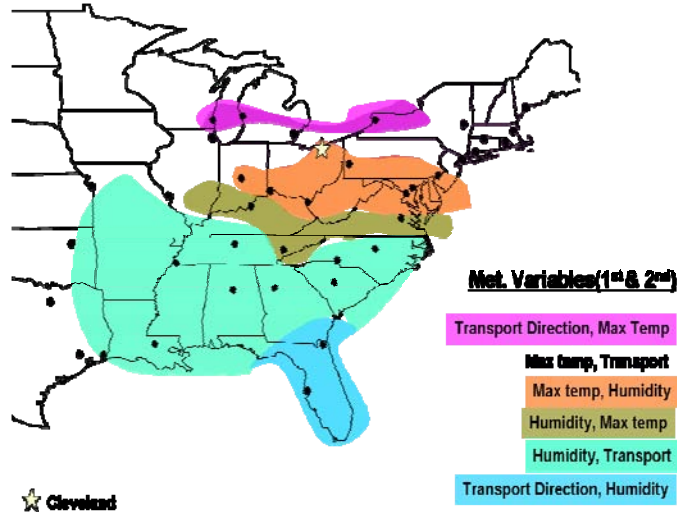 Met. Variables(1st & 2nd)
Transport Direction, Max Temp
Max temp, Transport
Max temp, Humidity
Humidity, Max temp
Humidity, Transport
Transport Direction, Humidity
Cleveland